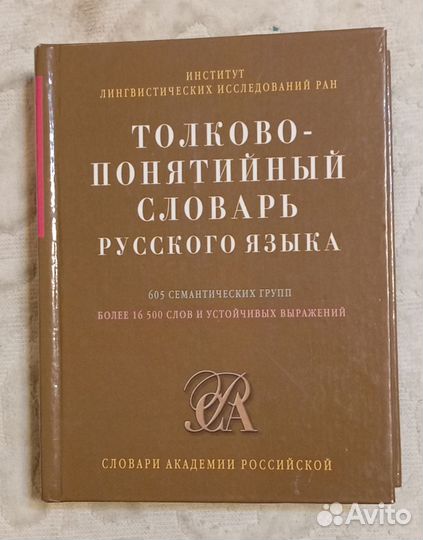 ИНСТИТУТ
ЛИНГВИСТИЧЕСКИХ ИССЛЕДОВАНИЙ РАН
ТОЛКОВО-
ПОНЯТИЙНЫЙ
СЛОВАРЬ
РУССКОГО ЯЗЫКА
605 СЕМАНТИЧЕСКИХ ГРУПП
БОЛЕЕ 16 500 СЛОВ И УСТОЙЧИВЫХ ВЫРАЖЕНИЙ
САР
СЛОВАРИ АКАДЕМИИ РОССИЙСКОЙ
Avito